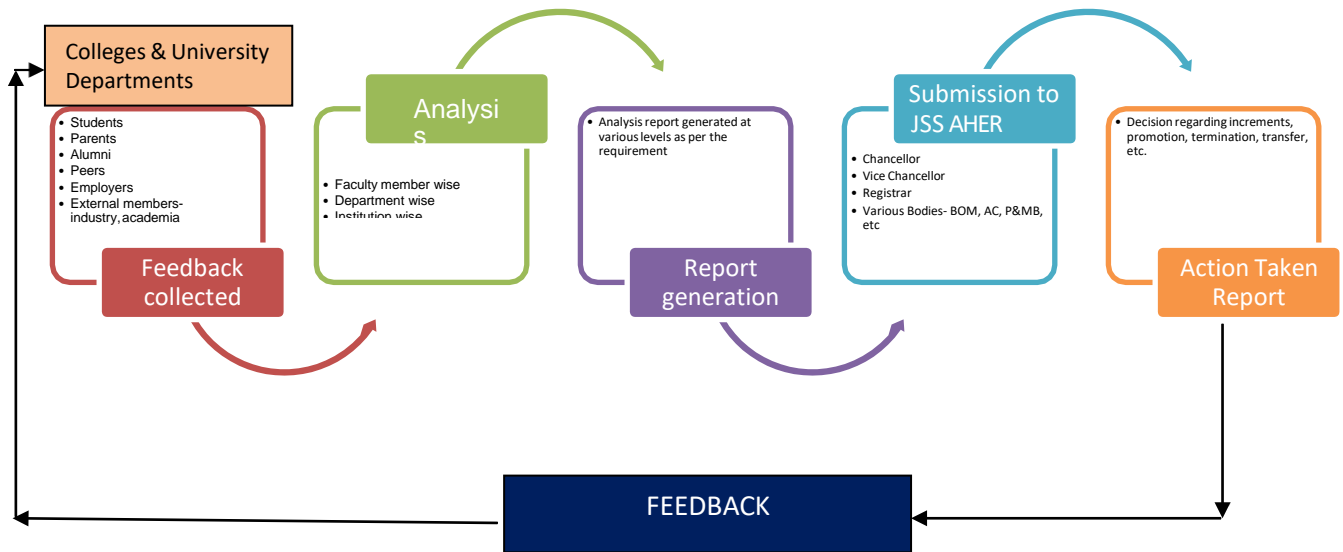 Colleges & University
Departments
• Students
• Parents
• Alumni
• Peers
• Employers
• External members-
industry, academia
Feedback
collected
Analysi
s
• Faculty member wise
• Department wise
• Institution wise
• Analysis report generated at
various levels as per the
requirement
Report
generation
Submission to
JSS AHER
• Chancellor
• Vice Chancellor
• Registrar
• Various Bodies- BOM, AC, P&MB,
etc
• Decision regarding increments,
promotion, termination, transfer,
etc.
Action Taken
Report
FEEDBACK